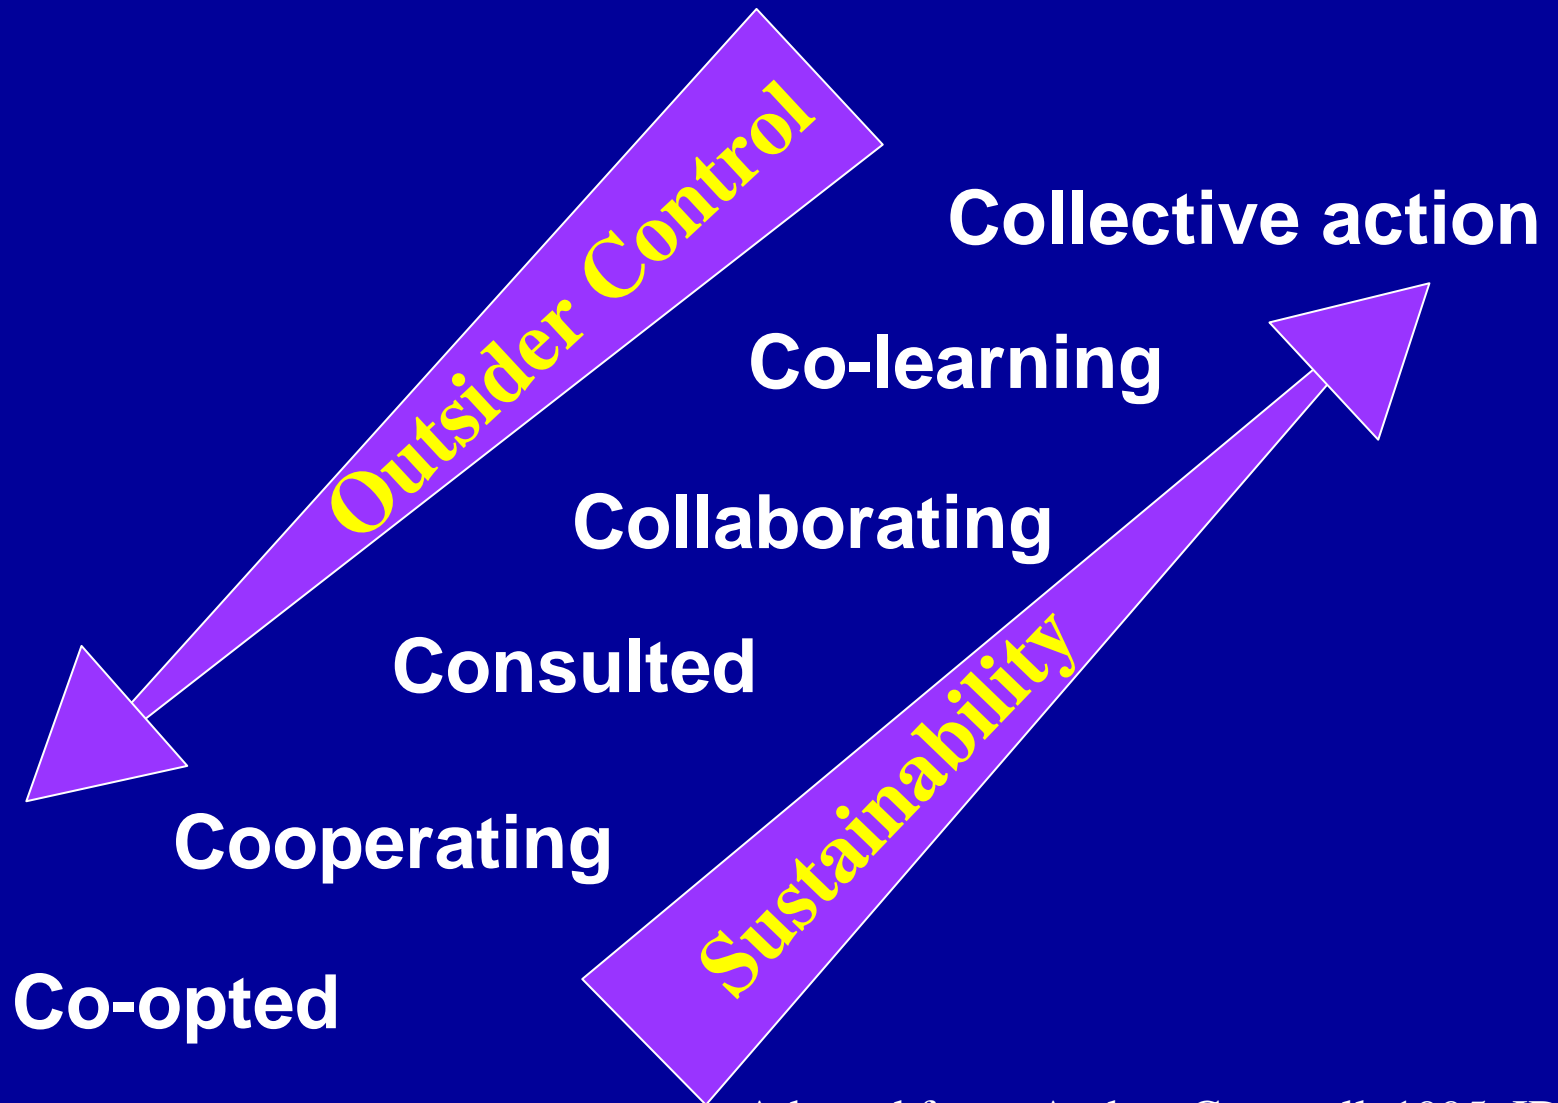 Outsider Control
Collective action
Co-learning
Collaborating
Consulted
Sustainability
Cooperating
Co-opted